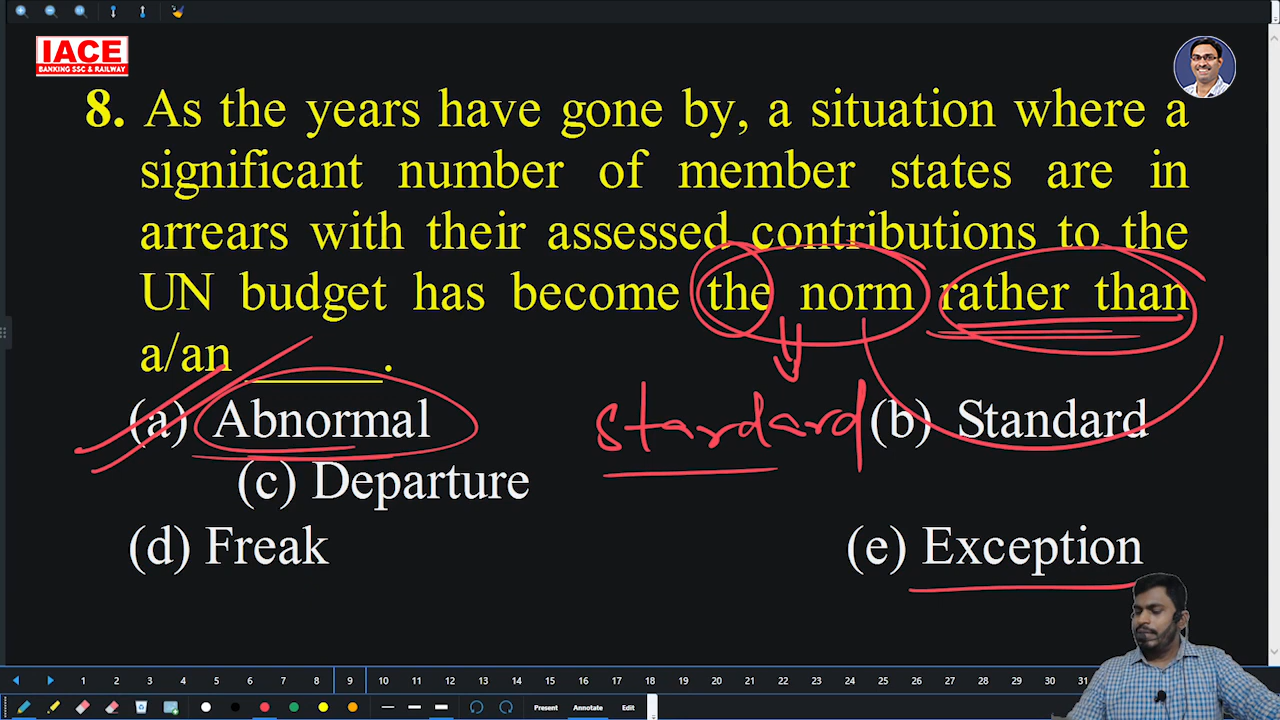 IACE
BANKING SSC & RAILWAY
8. As the years have gone by, a situation where a
significant number of member states are in
arrears with their assessed contributions to the
UN budget has become the norm rather than
a/an ______.
(a) Abnormal
standard
(b) Standard
(c) Departure
(d) Freak
(e) Exception
1 2 3 4 5 6 7 8 9 10 11 12 13 14 15 16 17 18 19 20 21 22 23 24 25 26 27 28 29 30 31
Present Annotate Edit